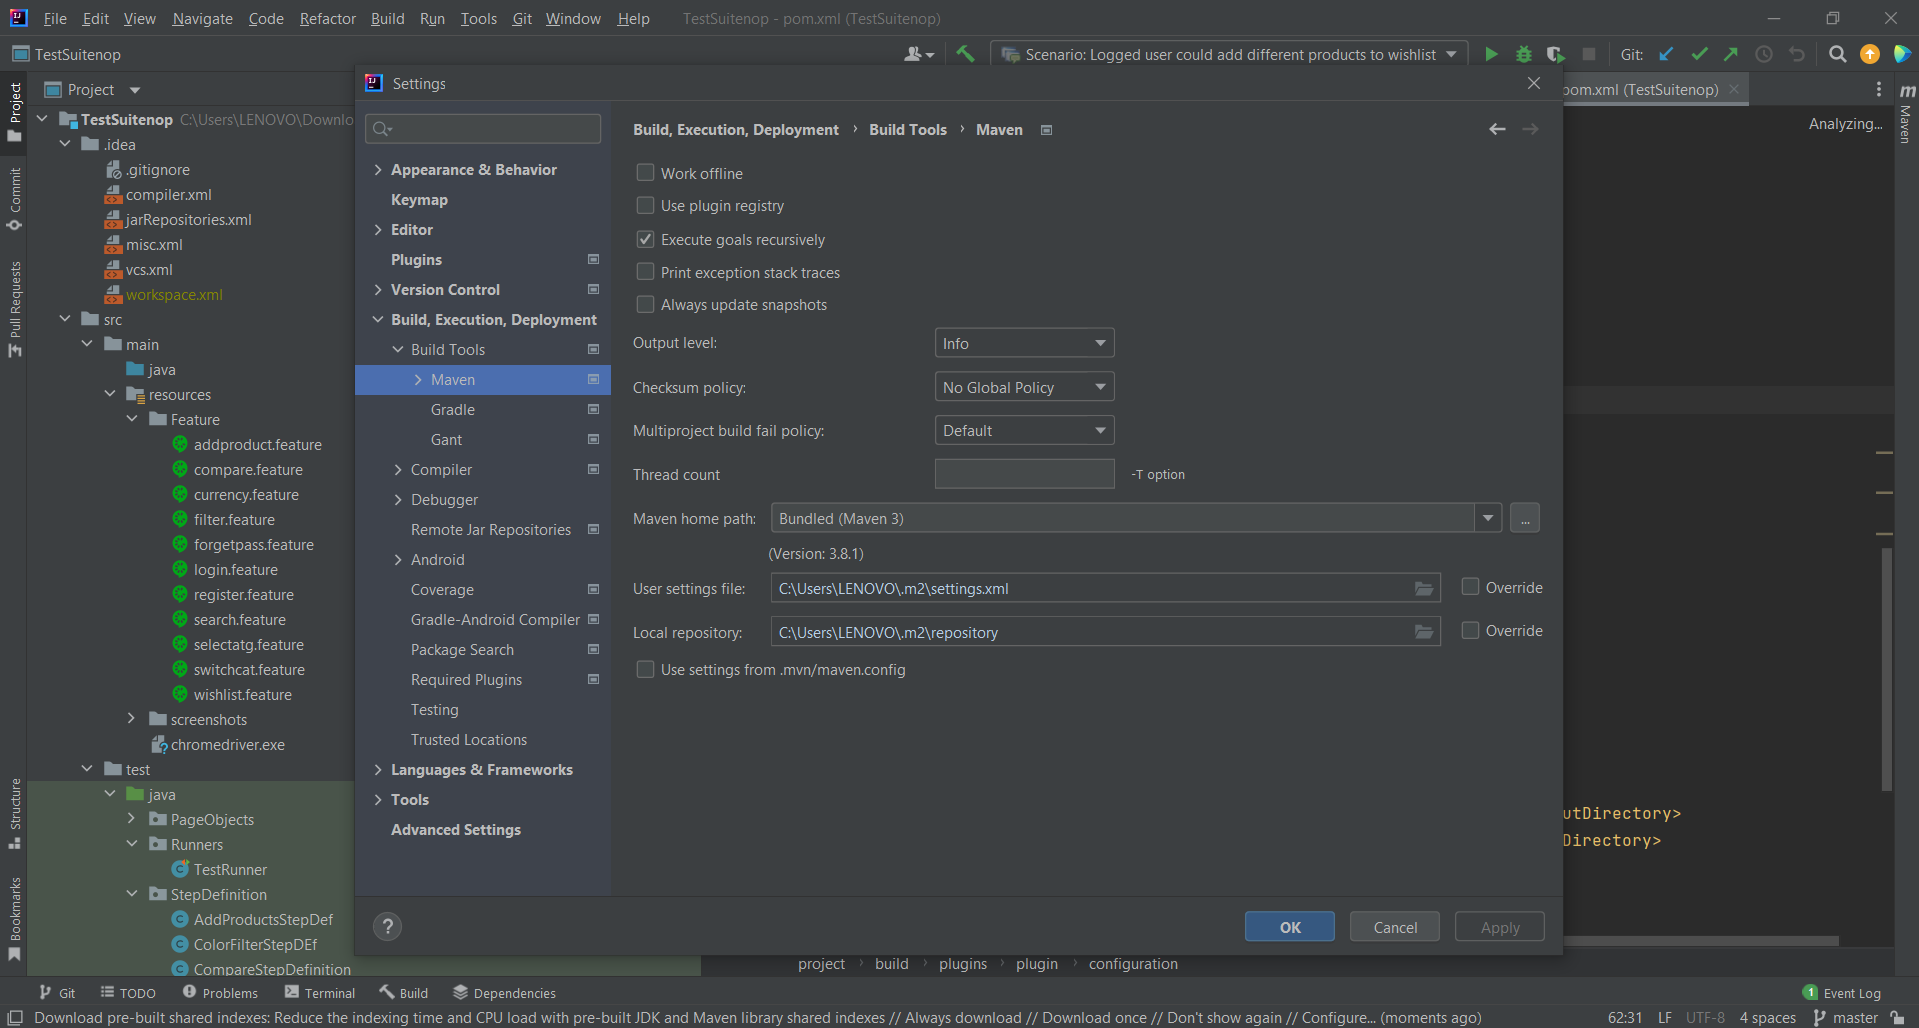 File Edit View Navigate Code Refactor Build Run Tools Git Window Help TestSuitenop - pom.xml (TestSuitenop)
TestSuitenop Scenario: Logged user could add different products to wishlist Git:
Settings
Project pom.xml (TestSuitenop)
TestSuitenop C:\Users\LENOVO\Downlo
Analyzing...
.idea
.gitignore
compiler.xml
jarRepositories.xml
misc.xml
vcs.xml
workspace.xml
src
main
java
resources
Feature
addproduct.feature
compare.feature
currency.feature
filter.feature
forgetpass.feature
login.feature
register.feature
search.feature
selectatg.feature
switchcat.feature
wishlist.feature
screenshots
chromedriver.exe
test
java
PageObjects
Runners
TestRunner
StepDefinition
AddProductsStepDef
ColorFilterStepDEf
CompareStepDefinition
Project
Commit
Pull Requests
Structure
Bookmarks
m Maven
Appearance & Behavior
Keymap
Editor
Plugins
Version Control
Build, Execution, Deployment
Build Tools
Maven
Gradle
Gant
Compiler
Debugger
Remote Jar Repositories
Android
Coverage
Gradle-Android Compiler
Package Search
Required Plugins
Testing
Trusted Locations
Languages & Frameworks
Tools
Advanced Settings
Build, Execution, Deployment › Build Tools › Maven
Work offline
Use plugin registry
Execute goals recursively
Print exception stack traces
Always update snapshots
Output level: Info
Checksum policy: No Global Policy
Multiproject build fail policy: Default
Thread count -T option
Maven home path: Bundled (Maven 3) ...
(Version: 3.8.1)
User settings file: C:\Users\LENOVO\.m2\settings.xml Override
Local repository: C:\Users\LENOVO\.m2\repository Override
Use settings from .mvn/maven.config
utDirectory>
Directory>
? OK Cancel Apply
project › build › plugins › plugin › configuration
Git TODO Problems Terminal Build Dependencies 1 Event Log
Download pre-built shared indexes: Reduce the indexing time and CPU load with pre-built JDK and Maven library shared indexes // Always download // Download once // Don't show again // Configure... (moments ago) 62:31 LF UTF-8 4 spaces master